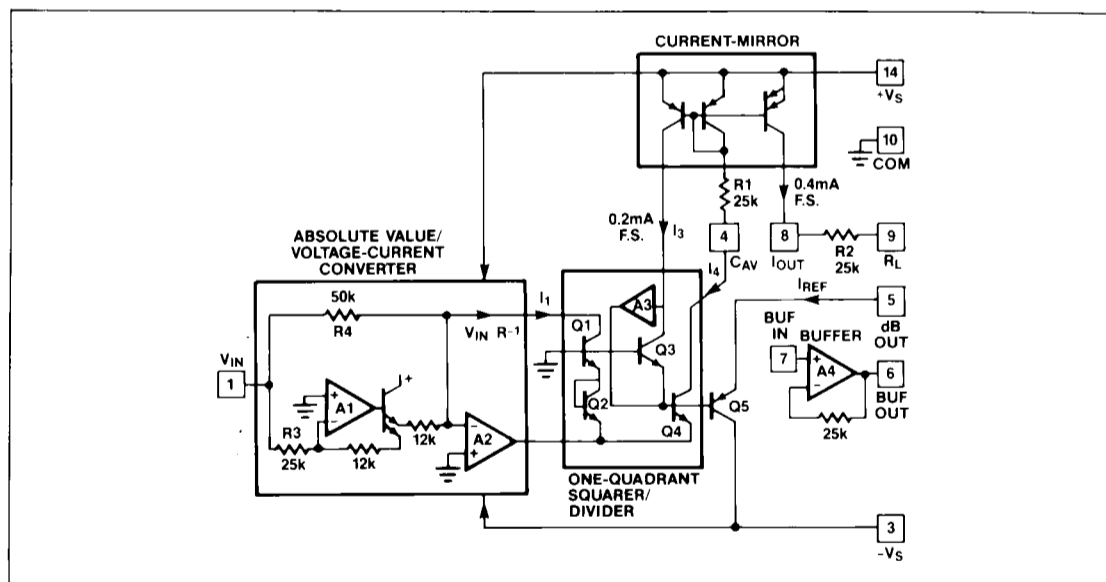 CURRENT-MIRROR
14
+VS
10
COM
R1
25k
0.4mA
F.S.
0.2mA
F.S.
I3
4
CAV
8
IOUT
R2
25k
9
RL
ABSOLUTE VALUE/
VOLTAGE-CURRENT
CONVERTER
I4
IREF
5
dB
OUT
50k
R4
I1
VIN R-1
Q1
A3
Q3
BUF
IN
BUFFER
7
+
A4
-
6
BUF
OUT
25k
VIN
1
+
+
A1
-
R3
25k
12k
12k
-
A2
+
Q2
Q4
Q5
ONE-QUADRANT
SQUARER/
DIVIDER
3
-VS